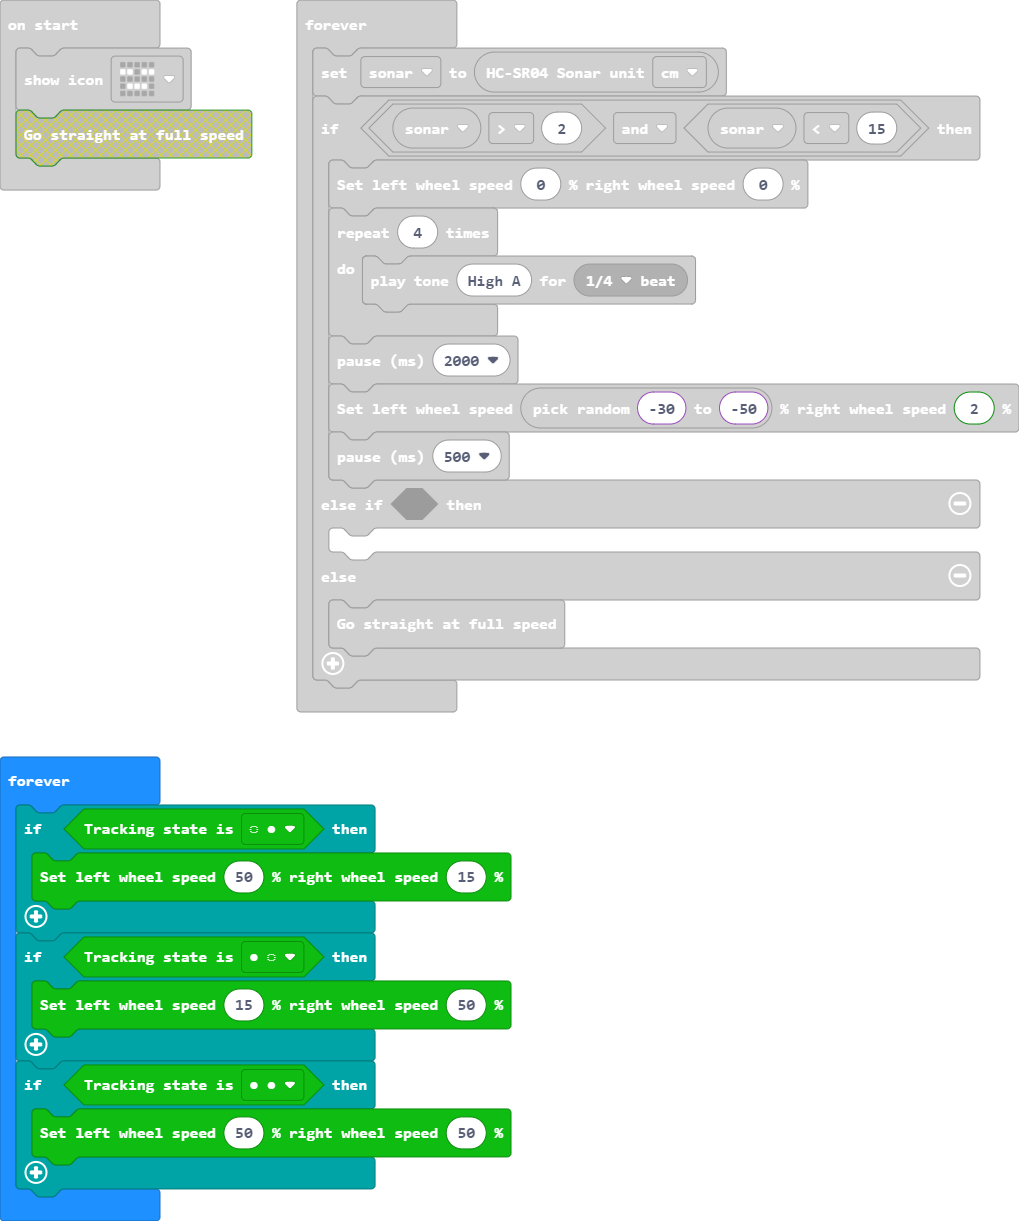 on start
show icon
Go straight at full speed
forever
set sonar to HC-SR04 Sonar unit cm
if sonar > 2 and sonar < 15 then
Set left wheel speed 0 % right wheel speed 0 %
repeat 4 times
do play tone High A for 1/4 beat
pause (ms) 2000
Set left wheel speed pick random -30 to -50 % right wheel speed 2 %
pause (ms) 500
else if then
else
Go straight at full speed
forever
if Tracking state is ◌ ● then
Set left wheel speed 50 % right wheel speed 15 %
if Tracking state is ● ◌ then
Set left wheel speed 15 % right wheel speed 50 %
if Tracking state is ● ● then
Set left wheel speed 50 % right wheel speed 50 %